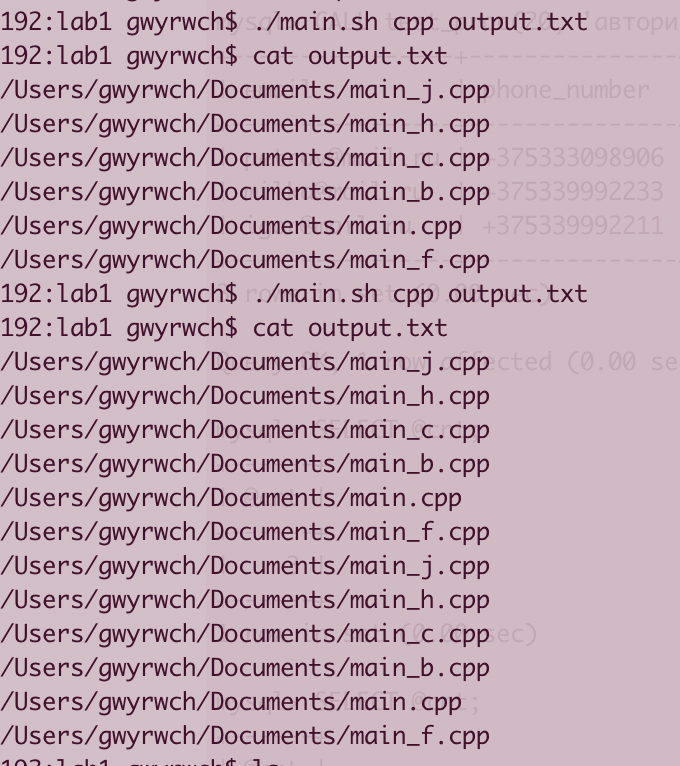 192:lab1 gwyrwch$ ./main.sh cpp output.txt
192:lab1 gwyrwch$ cat output.txt
/Users/gwyrwch/Documents/main_j.cpp
/Users/gwyrwch/Documents/main_h.cpp
/Users/gwyrwch/Documents/main_c.cpp
/Users/gwyrwch/Documents/main_b.cpp
/Users/gwyrwch/Documents/main.cpp
/Users/gwyrwch/Documents/main_f.cpp
192:lab1 gwyrwch$ ./main.sh cpp output.txt
192:lab1 gwyrwch$ cat output.txt
/Users/gwyrwch/Documents/main_j.cpp
/Users/gwyrwch/Documents/main_h.cpp
/Users/gwyrwch/Documents/main_c.cpp
/Users/gwyrwch/Documents/main_b.cpp
/Users/gwyrwch/Documents/main.cpp
/Users/gwyrwch/Documents/main_f.cpp
/Users/gwyrwch/Documents/main_j.cpp
/Users/gwyrwch/Documents/main_h.cpp
/Users/gwyrwch/Documents/main_c.cpp
/Users/gwyrwch/Documents/main_b.cpp
/Users/gwyrwch/Documents/main.cpp
/Users/gwyrwch/Documents/main_f.cpp
phone_number
+375333098906
+375339992233
+375339992211